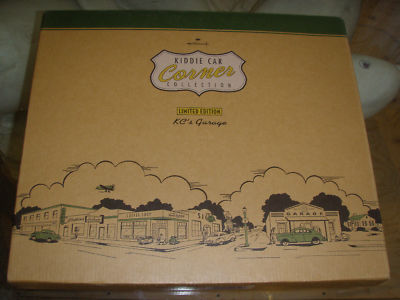 KIDDIE CAR
Corner
COLLECTION
LIMITED EDITION
KC's Garage
GARAGE